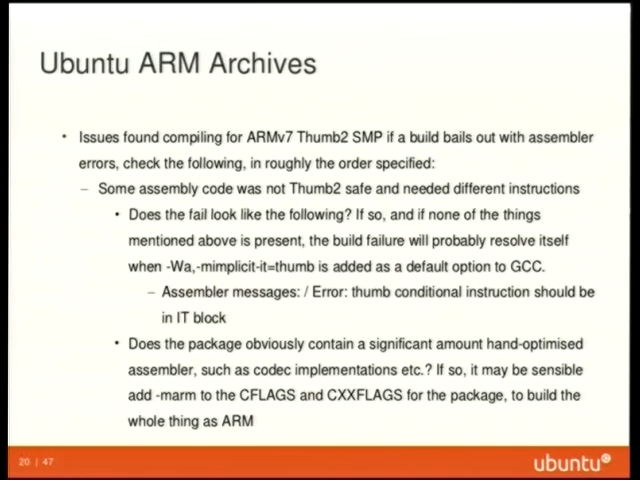 Ubuntu ARM Archives
• Issues found compiling for ARMv7 Thumb2 SMP if a build bails out with assembler
errors, check the following, in roughly the order specified:
– Some assembly code was not Thumb2 safe and needed different instructions
• Does the fail look like the following? If so, and if none of the things
mentioned above is present, the build failure will probably resolve itself
when -Wa,-mimplicit-it=thumb is added as a default option to GCC.
– Assembler messages: / Error: thumb conditional instruction should be
in IT block
• Does the package obviously contain a significant amount hand-optimised
assembler, such as codec implementations etc.? If so, it may be sensible
add -marm to the CFLAGS and CXXFLAGS for the package, to build the
whole thing as ARM
20 | 47
ubuntu